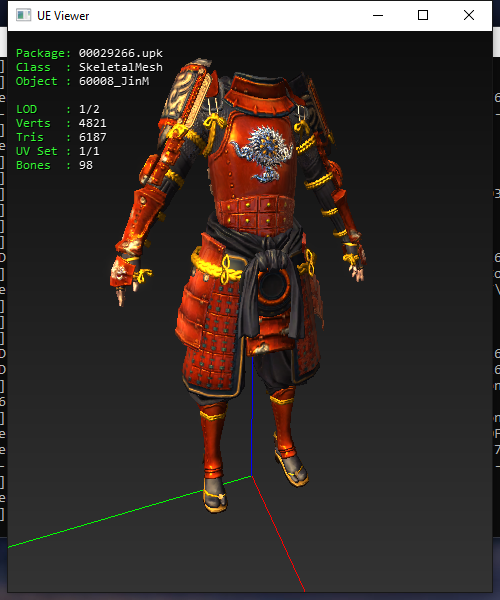 UE Viewer
Package: 00029266.upk
Class  : SkeletalMesh
Object : 60008_JinM
LOD    : 1/2
Verts  : 4821
Tris   : 6187
UV Set : 1/1
Bones  : 98